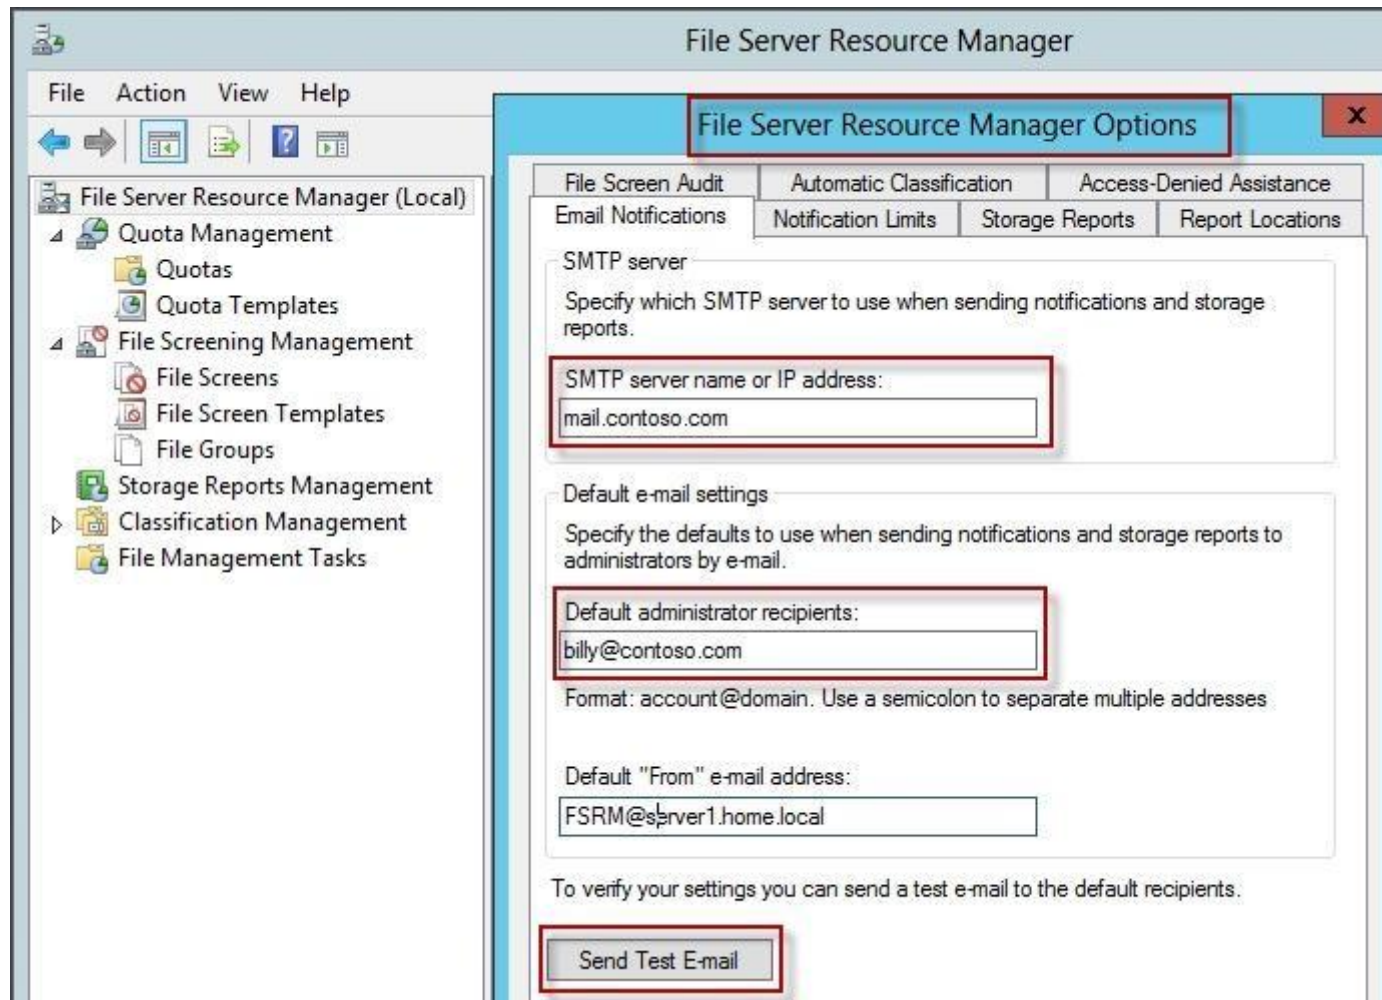 File Server Resource Manager
File Action View Help
File Server Resource Manager (Local)
Quota Management
Quotas
Quota Templates
File Screening Management
File Screens
File Screen Templates
File Groups
Storage Reports Management
Classification Management
File Management Tasks
File Server Resource Manager Options
x
File Screen Audit Automatic Classification Access-Denied Assistance
Email Notifications Notification Limits Storage Reports Report Locations
SMTP server
Specify which SMTP server to use when sending notifications and storage
reports.
SMTP server name or IP address:
mail.contoso.com
Default e-mail settings
Specify the defaults to use when sending notifications and storage reports to
administrators by e-mail.
Default administrator recipients:
billy@contoso.com
Format: account@domain. Use a semicolon to separate multiple addresses
Default "From" e-mail address:
FSRM@server1.home.local
To verify your settings you can send a test e-mail to the default recipients.
Send Test E-mail